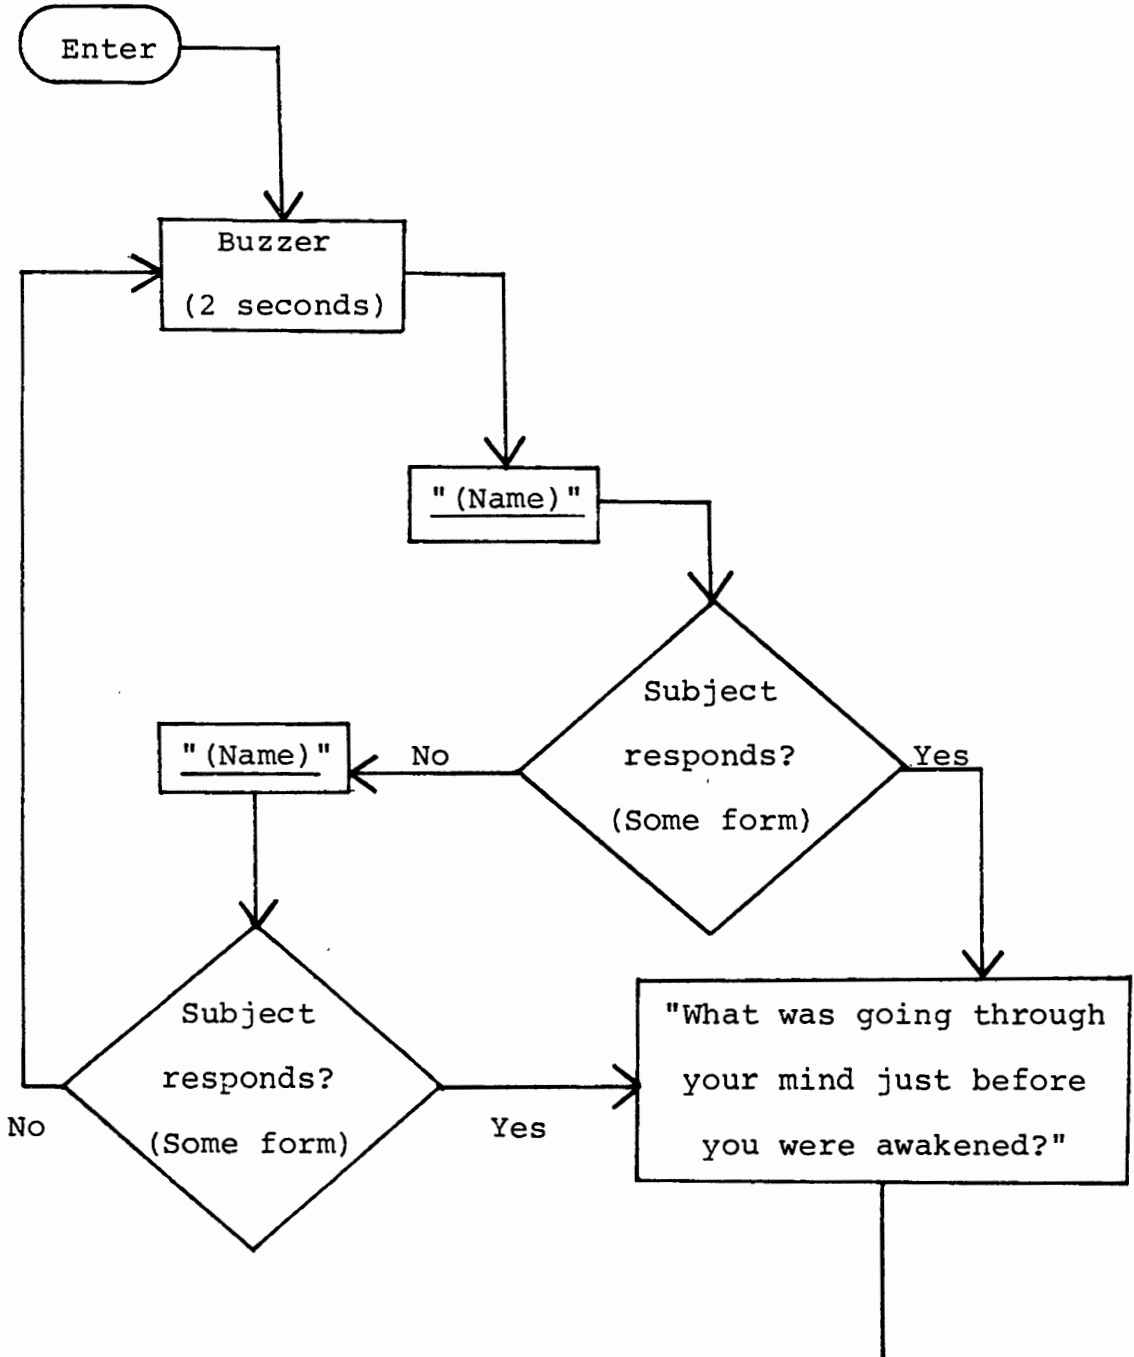 Enter
Buzzer
(2 seconds)
"(Name)"
Subject
responds?
(Some form)
Yes
No
"(Name)"
Subject
responds?
(Some form)
No
Yes
"What was going through
your mind just before
you were awakened?"